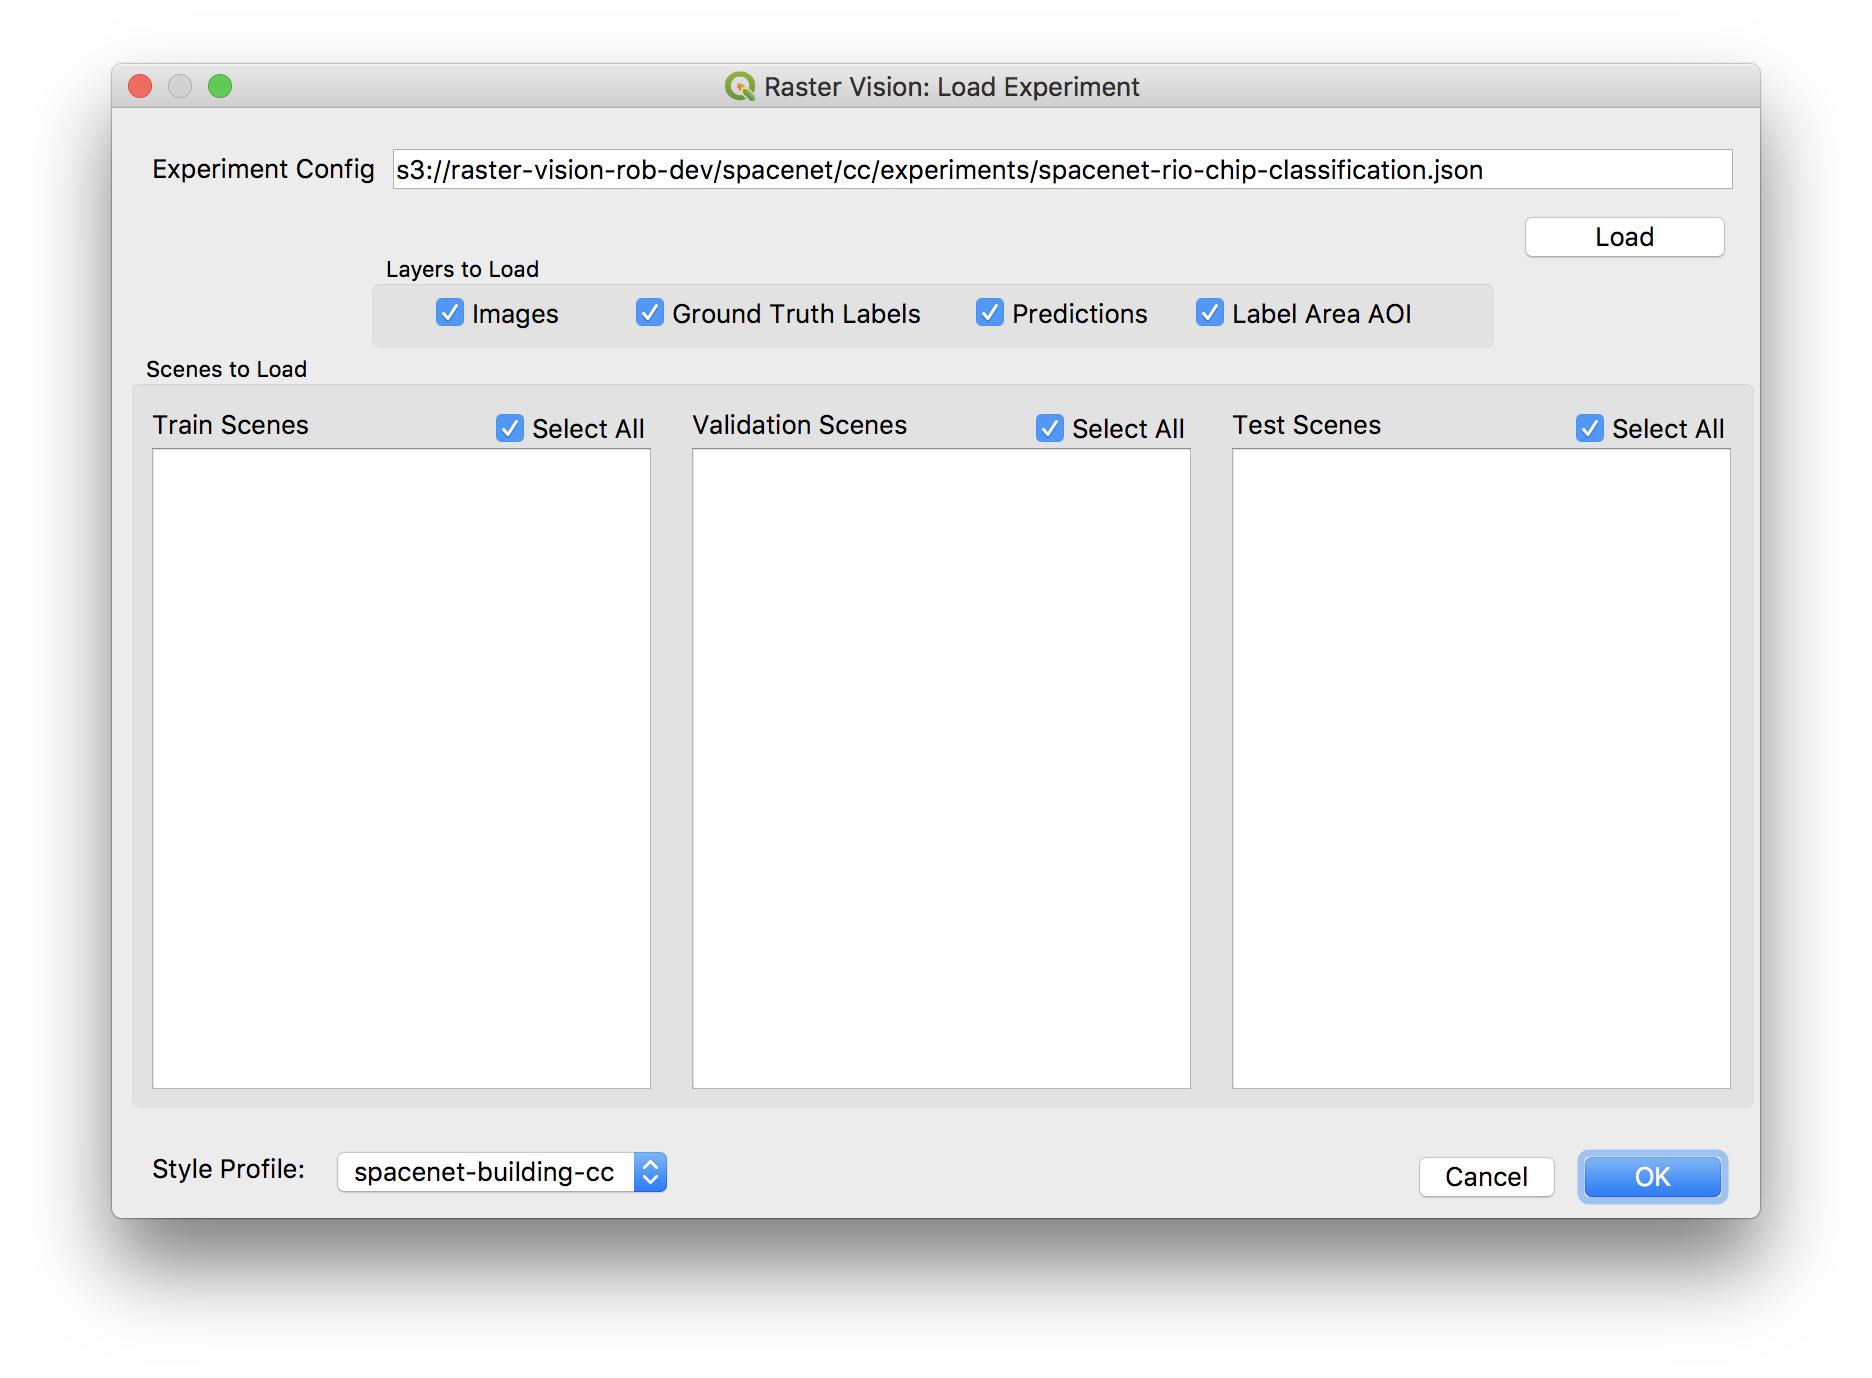 Raster Vision: Load Experiment
Experiment Config s3://raster-vision-rob-dev/spacenet/cc/experiments/spacenet-rio-chip-classification.json
Load
Layers to Load
Images Ground Truth Labels Predictions Label Area AOI
Scenes to Load
Train Scenes Select All Validation Scenes Select All Test Scenes Select All
Style Profile: spacenet-building-cc Cancel OK